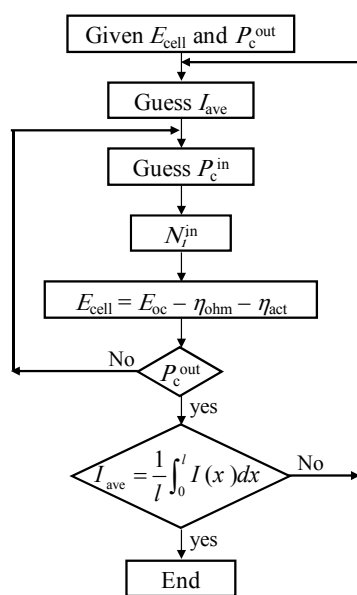 Given E_cell and P_c^out
Guess I_ave
Guess P_c^in
N_i^in
E_cell = E_oc − η_ohm − η_act
No
P_c^out
yes
I_ave = 1/l ∫_0^l I(x)dx
No
yes
End